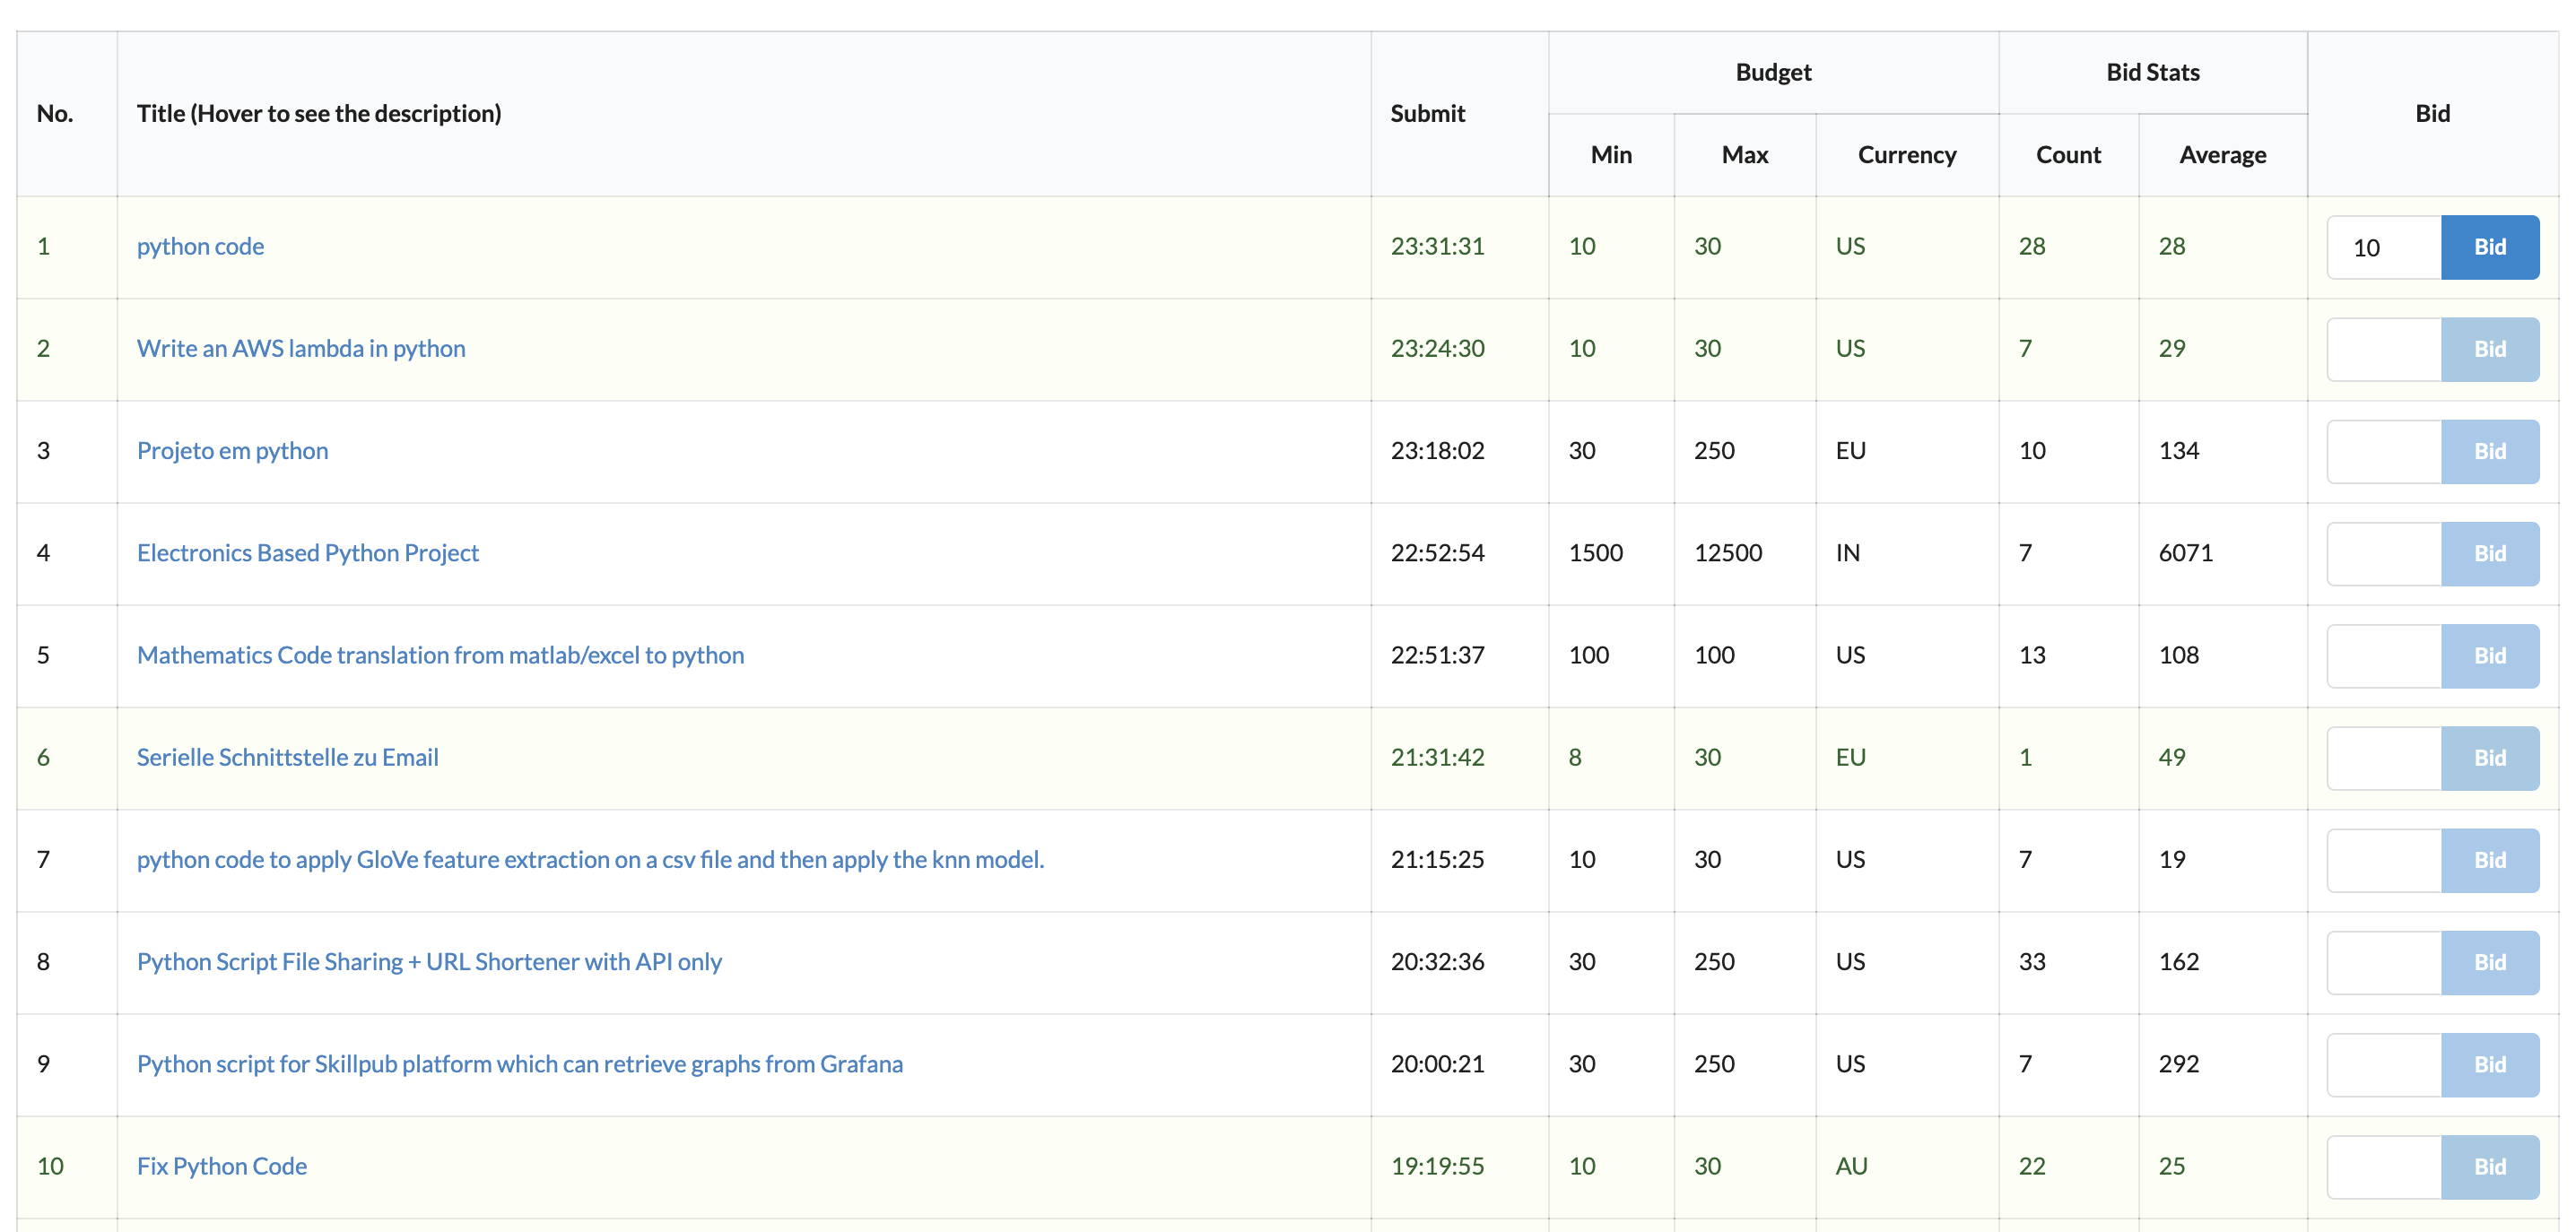 No. Title (Hover to see the description) Submit Budget Bid Stats Bid
Min Max Currency Count Average
1 python code 23:31:31 10 30 US 28 28 10 Bid
2 Write an AWS lambda in python 23:24:30 10 30 US 7 29 Bid
3 Projeto em python 23:18:02 30 250 EU 10 134 Bid
4 Electronics Based Python Project 22:52:54 1500 12500 IN 7 6071 Bid
5 Mathematics Code translation from matlab/excel to python 22:51:37 100 100 US 13 108 Bid
6 Serielle Schnittstelle zu Email 21:31:42 8 30 EU 1 49 Bid
7 python code to apply GloVe feature extraction on a csv file and then apply the knn model. 21:15:25 10 30 US 7 19 Bid
8 Python Script File Sharing + URL Shortener with API only 20:32:36 30 250 US 33 162 Bid
9 Python script for Skillpub platform which can retrieve graphs from Grafana 20:00:21 30 250 US 7 292 Bid
10 Fix Python Code 19:19:55 10 30 AU 22 25 Bid